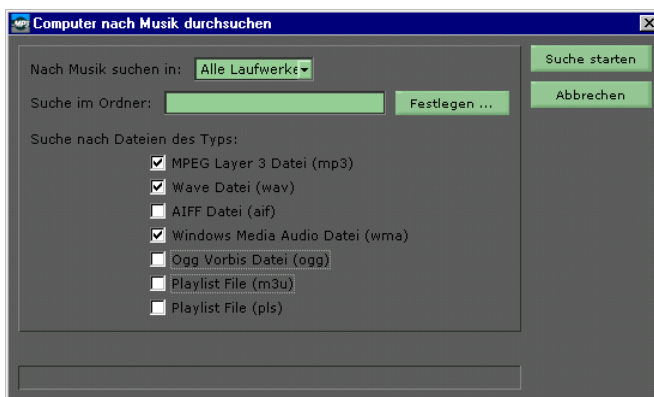 Computer nach Musik durchsuchen
Nach Musik suchen in: Alle Laufwerke
Suche starten
Suche im Ordner: Festlegen ...
Abbrechen
Suche nach Dateien des Typs:
MPEG Layer 3 Datei (mp3)
Wave Datei (wav)
AIFF Datei (aif)
Windows Media Audio Datei (wma)
Ogg Vorbis Datei (ogg)
Playlist File (m3u)
Playlist File (pls)